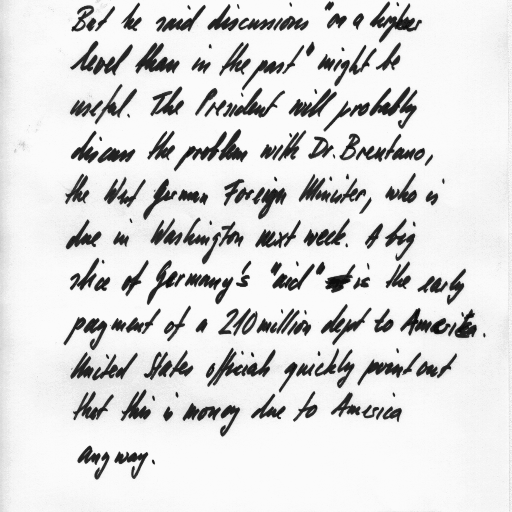 But he said discussions "on a higher
level than in the past" might be
useful. The President will probably
discuss the problem with Dr. Brentano,
the West German Foreign Minister, who is
due in Washington next week. A big
slice of Germany's "aid" is the early
payment of a 210 million dept to America.
United States officials quickly point out
that this is money due to America
anyway.